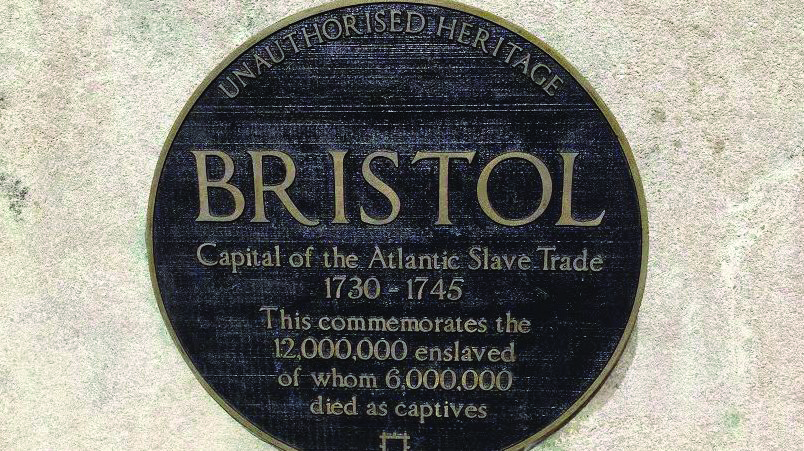 UNAUTHORISED HERITAGE
BRISTOL
Capital of the Atlantic Slave Trade
1730 - 1745
This commemorates the
12,000,000 enslaved
of whom 6,000,000
died as captives